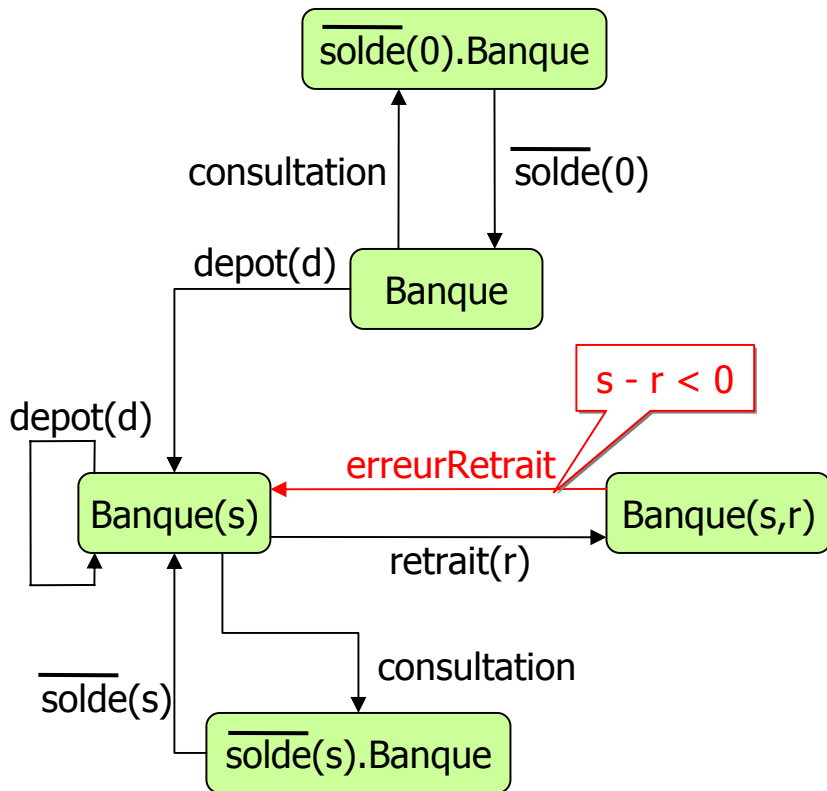 solde(0).Banque
consultation
solde(0)
depot(d)
Banque
s - r < 0
depot(d)
erreurRetrait
Banque(s)
Banque(s,r)
retrait(r)
consultation
solde(s)
solde(s).Banque